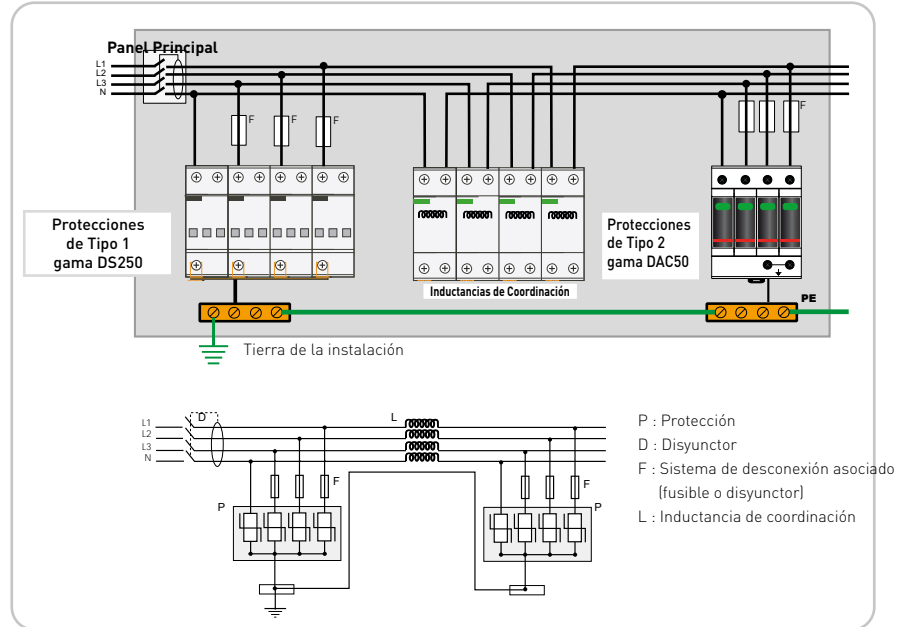 Panel Principal
L1
L2
L3
N
F
F
F
F
Protecciones
de Tipo 1
gama DS250
Protecciones
de Tipo 2
gama DAC50
Inductancias de Coordinación
PE
Tierra de la instalación
D
L
L1
L2
L3
N
F
F
P
P
P : Protección
D : Disyunctor
F : Sistema de desconexión asociado
(fusible o disyunctor)
L : Inductancia de coordinación